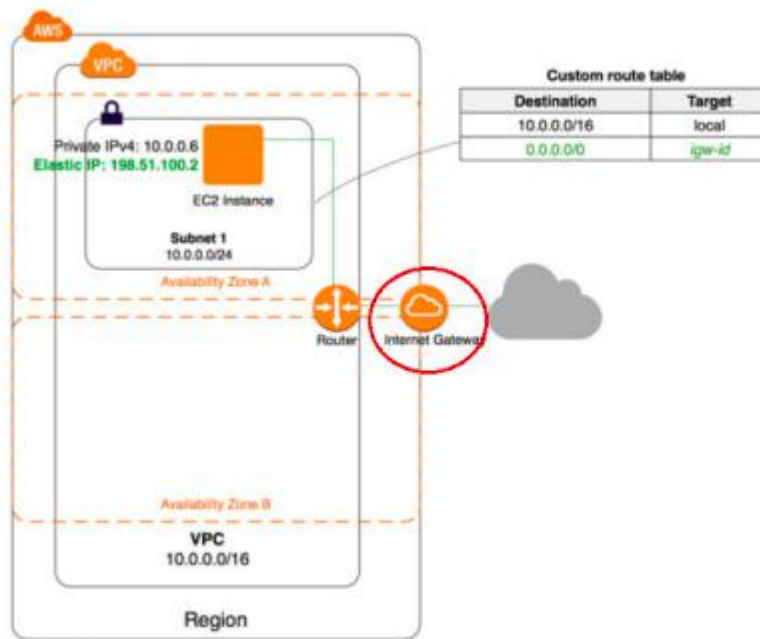 AWS
VPC
Custom route table
Destination Target
10.0.0.0/16 local
0.0.0.0/0 igw-id
Private IPv4: 10.0.0.6
Elastic IP: 198.51.100.2
EC2 Instance
Subnet 1
10.0.0.0/24
Availability Zone A
Router
Internet Gateway
Availability Zone B
VPC
10.0.0.0/16
Region